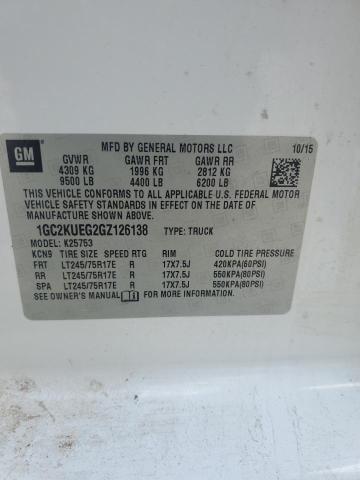 GM
MFD BY GENERAL MOTORS LLC 10/15
GVWR GAWR FRT GAWR RR
4309 KG 1996 KG 2812 KG
9500 LB 4400 LB 6200 LB
THIS VEHICLE CONFORMS TO ALL APPLICABLE U.S. FEDERAL MOTOR
VEHICLE SAFETY STANDARDS IN EFFECT ON THE DATE OF
MANUFACTURE SHOWN ABOVE.
1GC2KUEG2GZ126138 TYPE: TRUCK
MODEL: K25753
KCN9 TIRE SIZE SPEED RTG RIM COLD TIRE PRESSURE
FRT LT245/75R17E R 17X7.5J 420KPA(60PSI)
RR LT245/75R17E R 17X7.5J 550KPA(80PSI)
SPA LT245/75R17E R 17X7.5J 550KPA(80PSI)
SEE OWNER'S MANUAL FOR MORE INFORMATION.